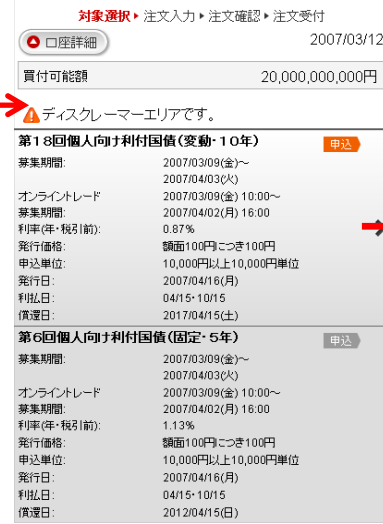 対象選択▶注文入力▶注文確認▶注文受付
口座詳細
2007/03/12
買付可能額 20,000,000,000円
ディスクレーマーエリアです。
第18回個人向け利付国債(変動・10年) 申込
募集期間: 2007/03/09(金)～
2007/04/03(火)
オンライントレード 2007/03/09(金) 10:00～
募集期間: 2007/04/02(月) 16:00
利率(年・税引前): 0.87%
発行価格: 額面100円につき100円
申込単位: 10,000円以上10,000円単位
発行日: 2007/04/16(月)
利払日: 04/15・10/15
償還日: 2017/04/15(土)
第6回個人向け利付国債(固定・5年) 申込
募集期間: 2007/03/09(金)～
2007/04/03(火)
オンライントレード 2007/03/09(金) 10:00～
募集期間: 2007/04/02(月) 16:00
利率(年・税引前): 1.13%
発行価格: 額面100円につき100円
申込単位: 10,000円以上10,000円単位
発行日: 2007/04/16(月)
利払日: 04/15・10/15
償還日: 2012/04/15(日)